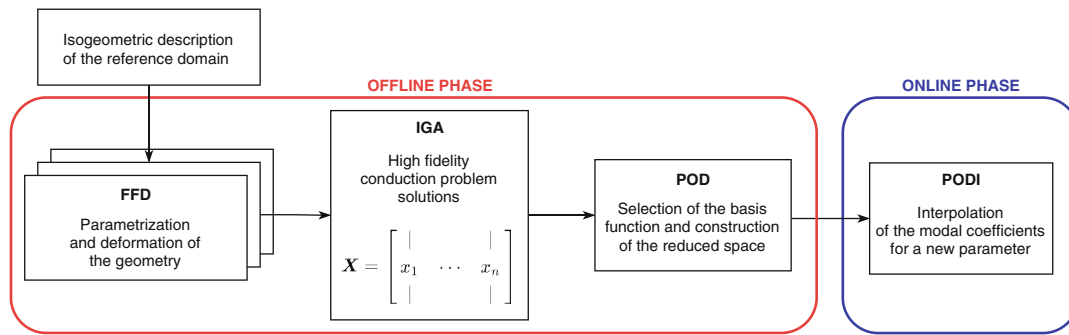 Isogeometric description
of the reference domain
OFFLINE PHASE
ONLINE PHASE
FFD
Parametrization
and deformation of
the geometry
IGA
High fidelity
conduction problem
solutions
X = [ | | ]
[ x₁ ⋯ xₙ ]
[ | | ]
POD
Selection of the basis
function and construction
of the reduced space
PODI
Interpolation
of the modal coefficients
for a new parameter